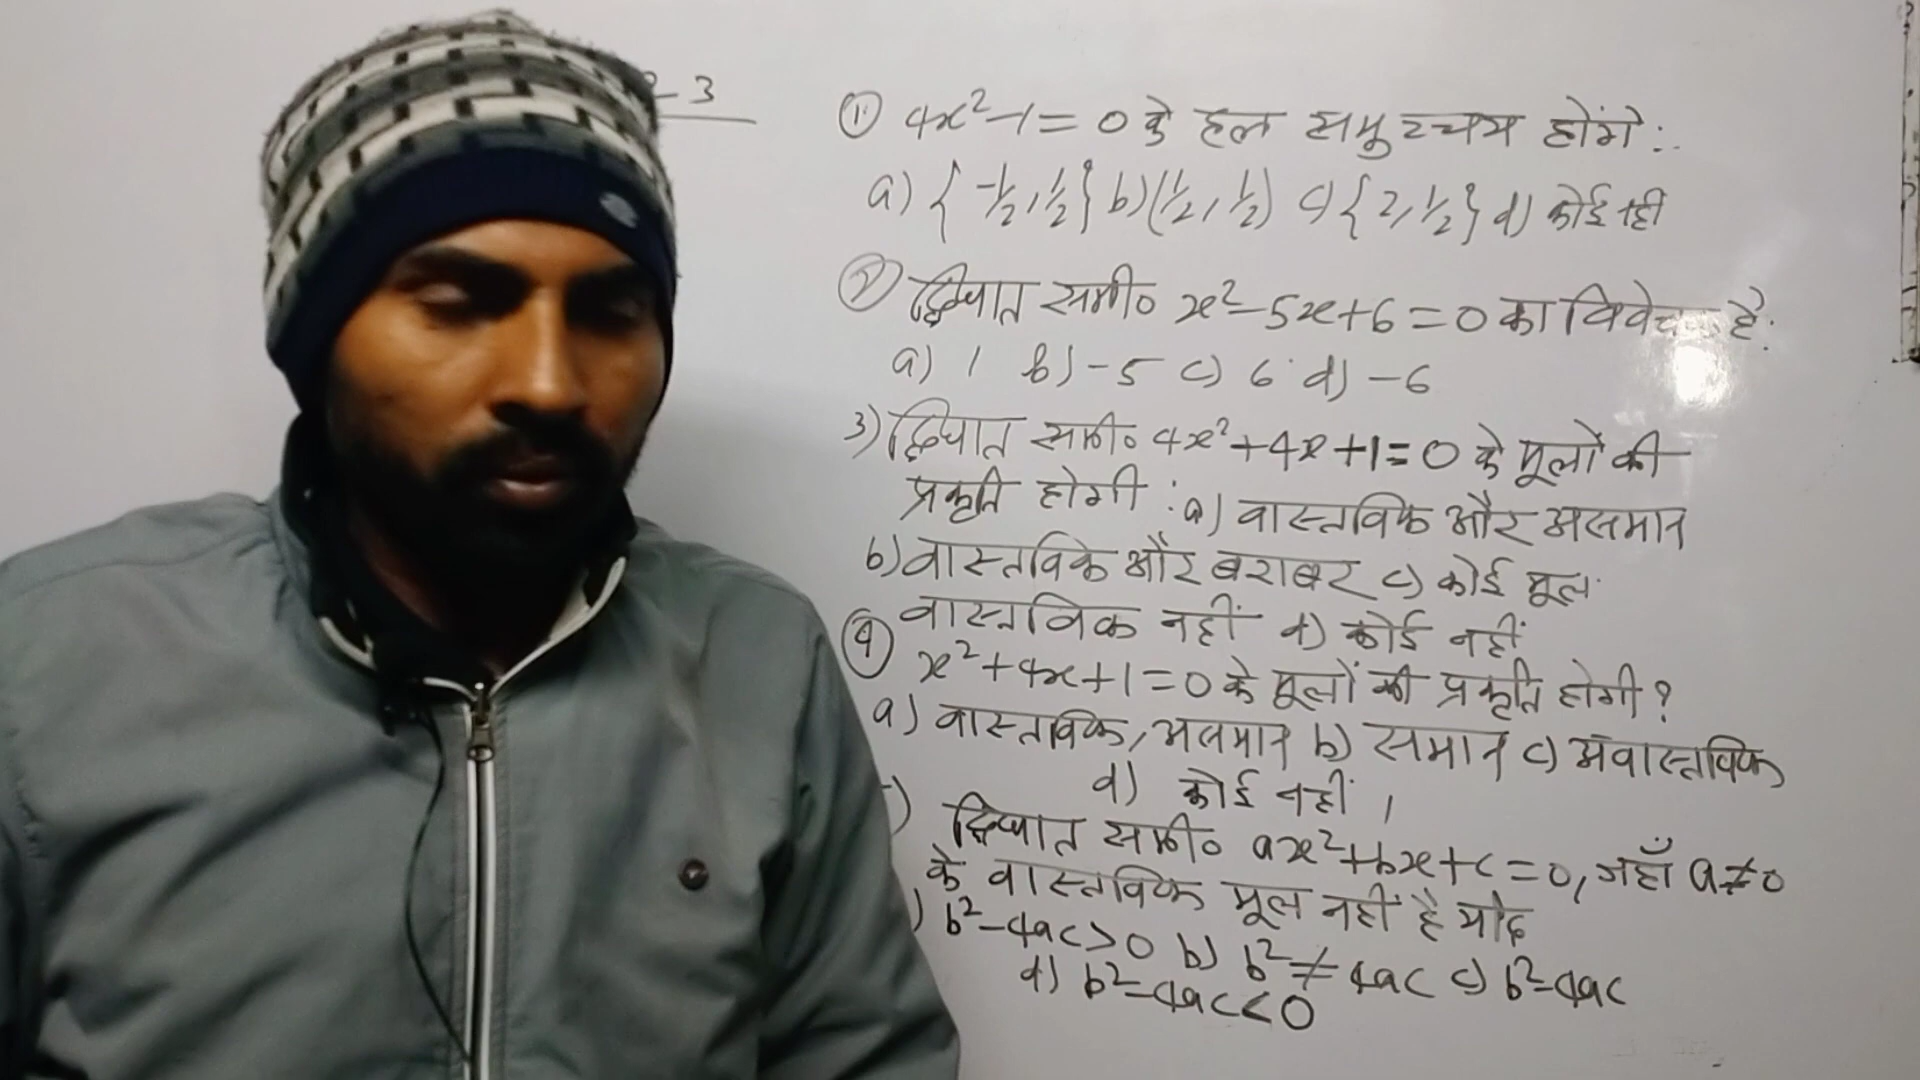 - 3
① 4x²-1=0 के हल समुच्चय होंगे:
a) {-1/2, 1/2} b) (1/2, 1/2) c) {2, 1/2} d) कोई नहीं
② द्विघात समी० x²-5x+6=0 का विवेचक है:
a) 1 b) -5 c) 6 d) -6
3) द्विघात समी० 4x²+4x+1=0 के मूलों की
प्रकृति होगी : a) वास्तविक और असमान
b) वास्तविक और बराबर c) कोई मूल
वास्तविक नहीं d) कोई नहीं
④ x²+4x+1=0 के मूलों की प्रकृति होगी?
a) वास्तविक, असमान b) समान c) अवास्तविक
d) कोई नहीं।
) द्विघात समी० ax²+bx+c=0, जहाँ a≠0
के वास्तविक मूल नहीं है यदि
) b²-4ac>0 b) b²≠4ac c) b²-4ac
d) b²-4ac<0